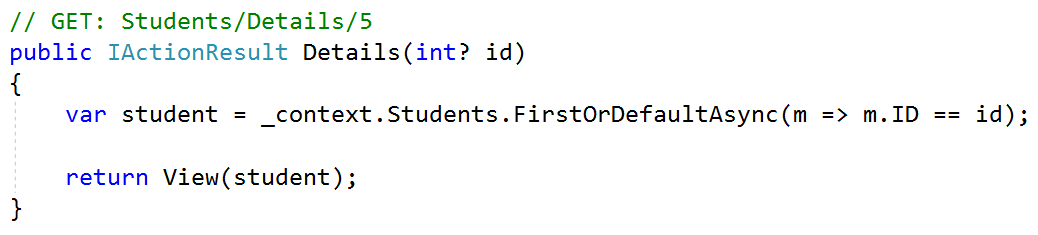 // GET: Students/Details/5
public IActionResult Details(int? id)
{
    var student = _context.Students.FirstOrDefaultAsync(m => m.ID == id);
    return View(student);
}